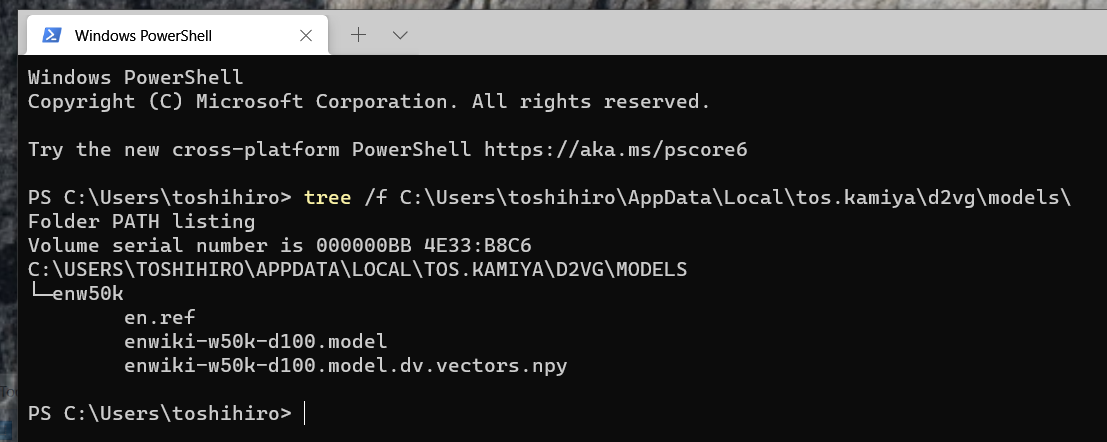 Windows PowerShell
Windows PowerShell
Copyright (C) Microsoft Corporation. All rights reserved.
Try the new cross-platform PowerShell https://aka.ms/pscore6
PS C:\Users\toshihiro> tree /f C:\Users\toshihiro\AppData\Local\tos.kamiya\d2vg\models\
Folder PATH listing
Volume serial number is 000000BB 4E33:B8C6
C:\USERS\TOSHIHIRO\APPDATA\LOCAL\TOS.KAMIYA\D2VG\MODELS
└─enw50k
en.ref
enwiki-w50k-d100.model
enwiki-w50k-d100.model.dv.vectors.npy
PS C:\Users\toshihiro>